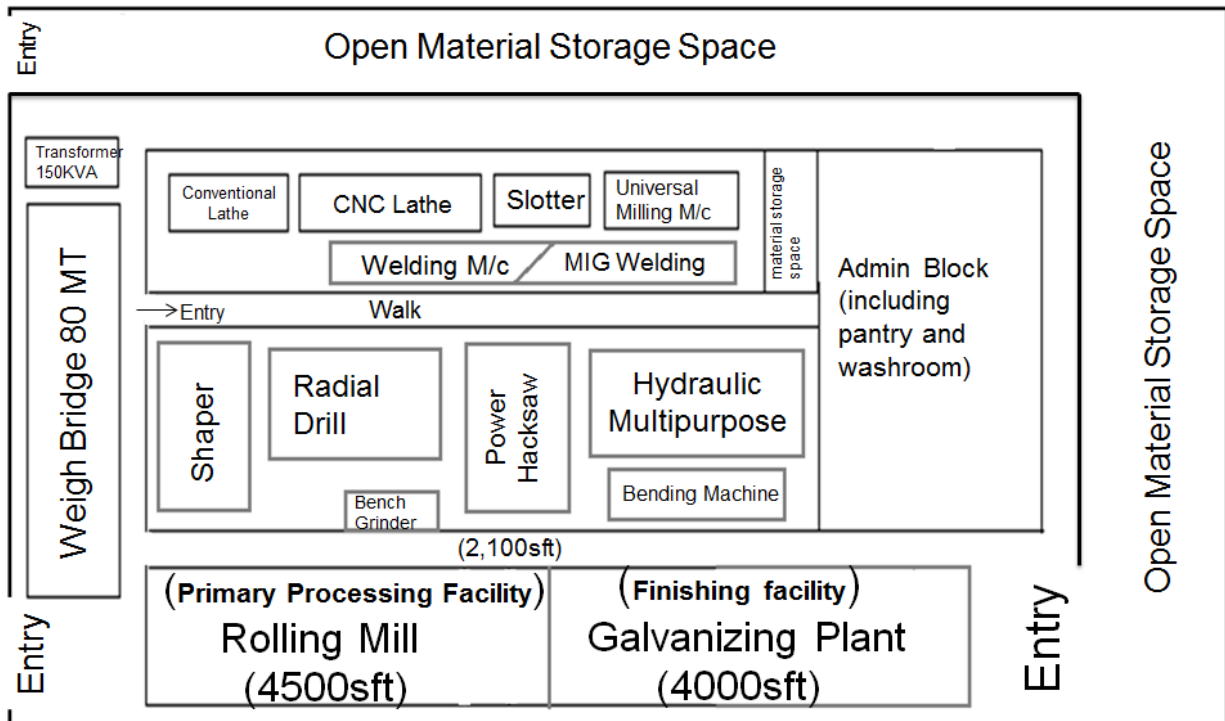 Entry
Open Material Storage Space
Transformer
150KVA
Conventional
Lathe
CNC Lathe
Slotter
Universal
Milling M/c
material storage
space
Welding M/c
MIG Welding
Admin Block
(including
pantry and
washroom)
Open Material Storage Space
Weigh Bridge 80 MT
Entry
Walk
Shaper
Radial
Drill
Power
Hacksaw
Hydraulic
Multipurpose
Bench
Grinder
Bending Machine
(2,100sft)
Entry
(Primary Processing Facility)
Rolling Mill
(4500sft)
(Finishing facility)
Galvanizing Plant
(4000sft)
Entry